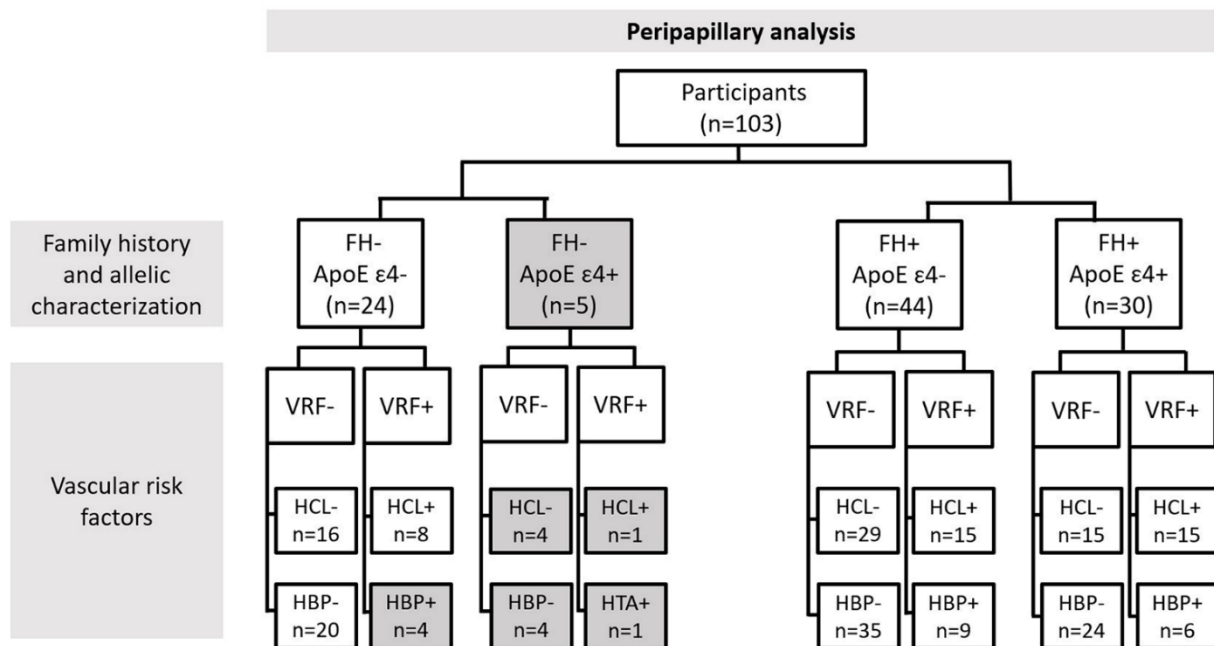 Peripapillary analysis
Participants
(n=103)
Family history
and allelic
characterization
FH-
ApoE ε4-
(n=24)
FH-
ApoE ε4+
(n=5)
FH+
ApoE ε4-
(n=44)
FH+
ApoE ε4+
(n=30)
Vascular risk
factors
VRF-
VRF+
VRF-
VRF+
VRF-
VRF+
VRF-
VRF+
HCL-
n=16
HCL+
n=8
HCL-
n=4
HCL+
n=1
HCL-
n=29
HCL+
n=15
HCL-
n=15
HCL+
n=15
HBP-
n=20
HBP+
n=4
HBP-
n=4
HTA+
n=1
HBP-
n=35
HBP+
n=9
HBP-
n=24
HBP+
n=6